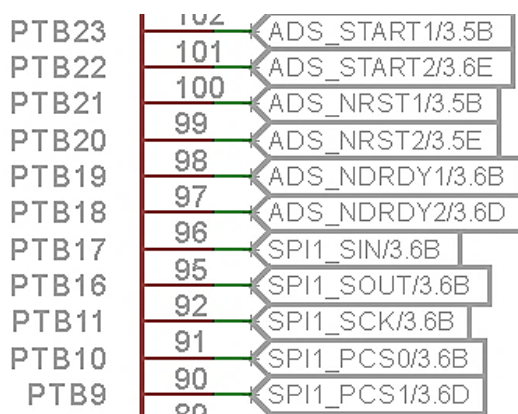 PTB23 102 ADS_START1/3.5B
PTB22 101 ADS_START2/3.6E
PTB21 100 ADS_NRST1/3.5B
PTB20 99 ADS_NRST2/3.5E
PTB19 98 ADS_NDRDY1/3.6B
PTB18 97 ADS_NDRDY2/3.6D
PTB17 96 SPI1_SIN/3.6B
PTB16 95 SPI1_SOUT/3.6B
PTB11 92 SPI1_SCK/3.6B
PTB10 91 SPI1_PCS0/3.6B
PTB9 90 SPI1_PCS1/3.6D